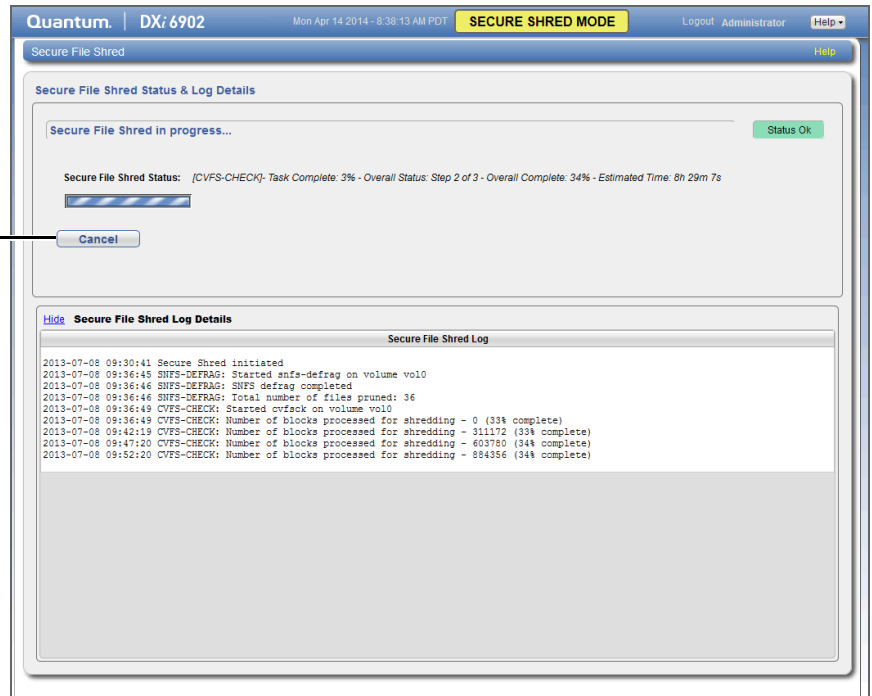 Quantum. | DXi 6902 Mon Apr 14 2014 - 8:38:13 AM PDT SECURE SHRED MODE Logout Administrator Help
Secure File Shred Help
Secure File Shred Status & Log Details
Secure File Shred in progress... Status Ok
Secure File Shred Status: [CVFS-CHECK]- Task Complete: 3% - Overall Status: Step 2 of 3 - Overall Complete: 34% - Estimated Time: 8h 29m 7s
Cancel
Hide Secure File Shred Log Details
Secure File Shred Log
2013-07-08 09:30:41 Secure Shred initiated
2013-07-08 09:36:45 SNFS-DEFRAG: Started snfs-defrag on volume vol0
2013-07-08 09:36:46 SNFS-DEFRAG: SNFS defrag completed
2013-07-08 09:36:46 SNFS-DEFRAG: Total number of files pruned: 36
2013-07-08 09:36:49 CVFS-CHECK: Started cvfsck on volume vol0
2013-07-08 09:36:49 CVFS-CHECK: Number of blocks processed for shredding - 0 (33% complete)
2013-07-08 09:42:19 CVFS-CHECK: Number of blocks processed for shredding - 311172 (33% complete)
2013-07-08 09:47:20 CVFS-CHECK: Number of blocks processed for shredding - 603780 (34% complete)
2013-07-08 09:52:20 CVFS-CHECK: Number of blocks processed for shredding - 884356 (34% complete)